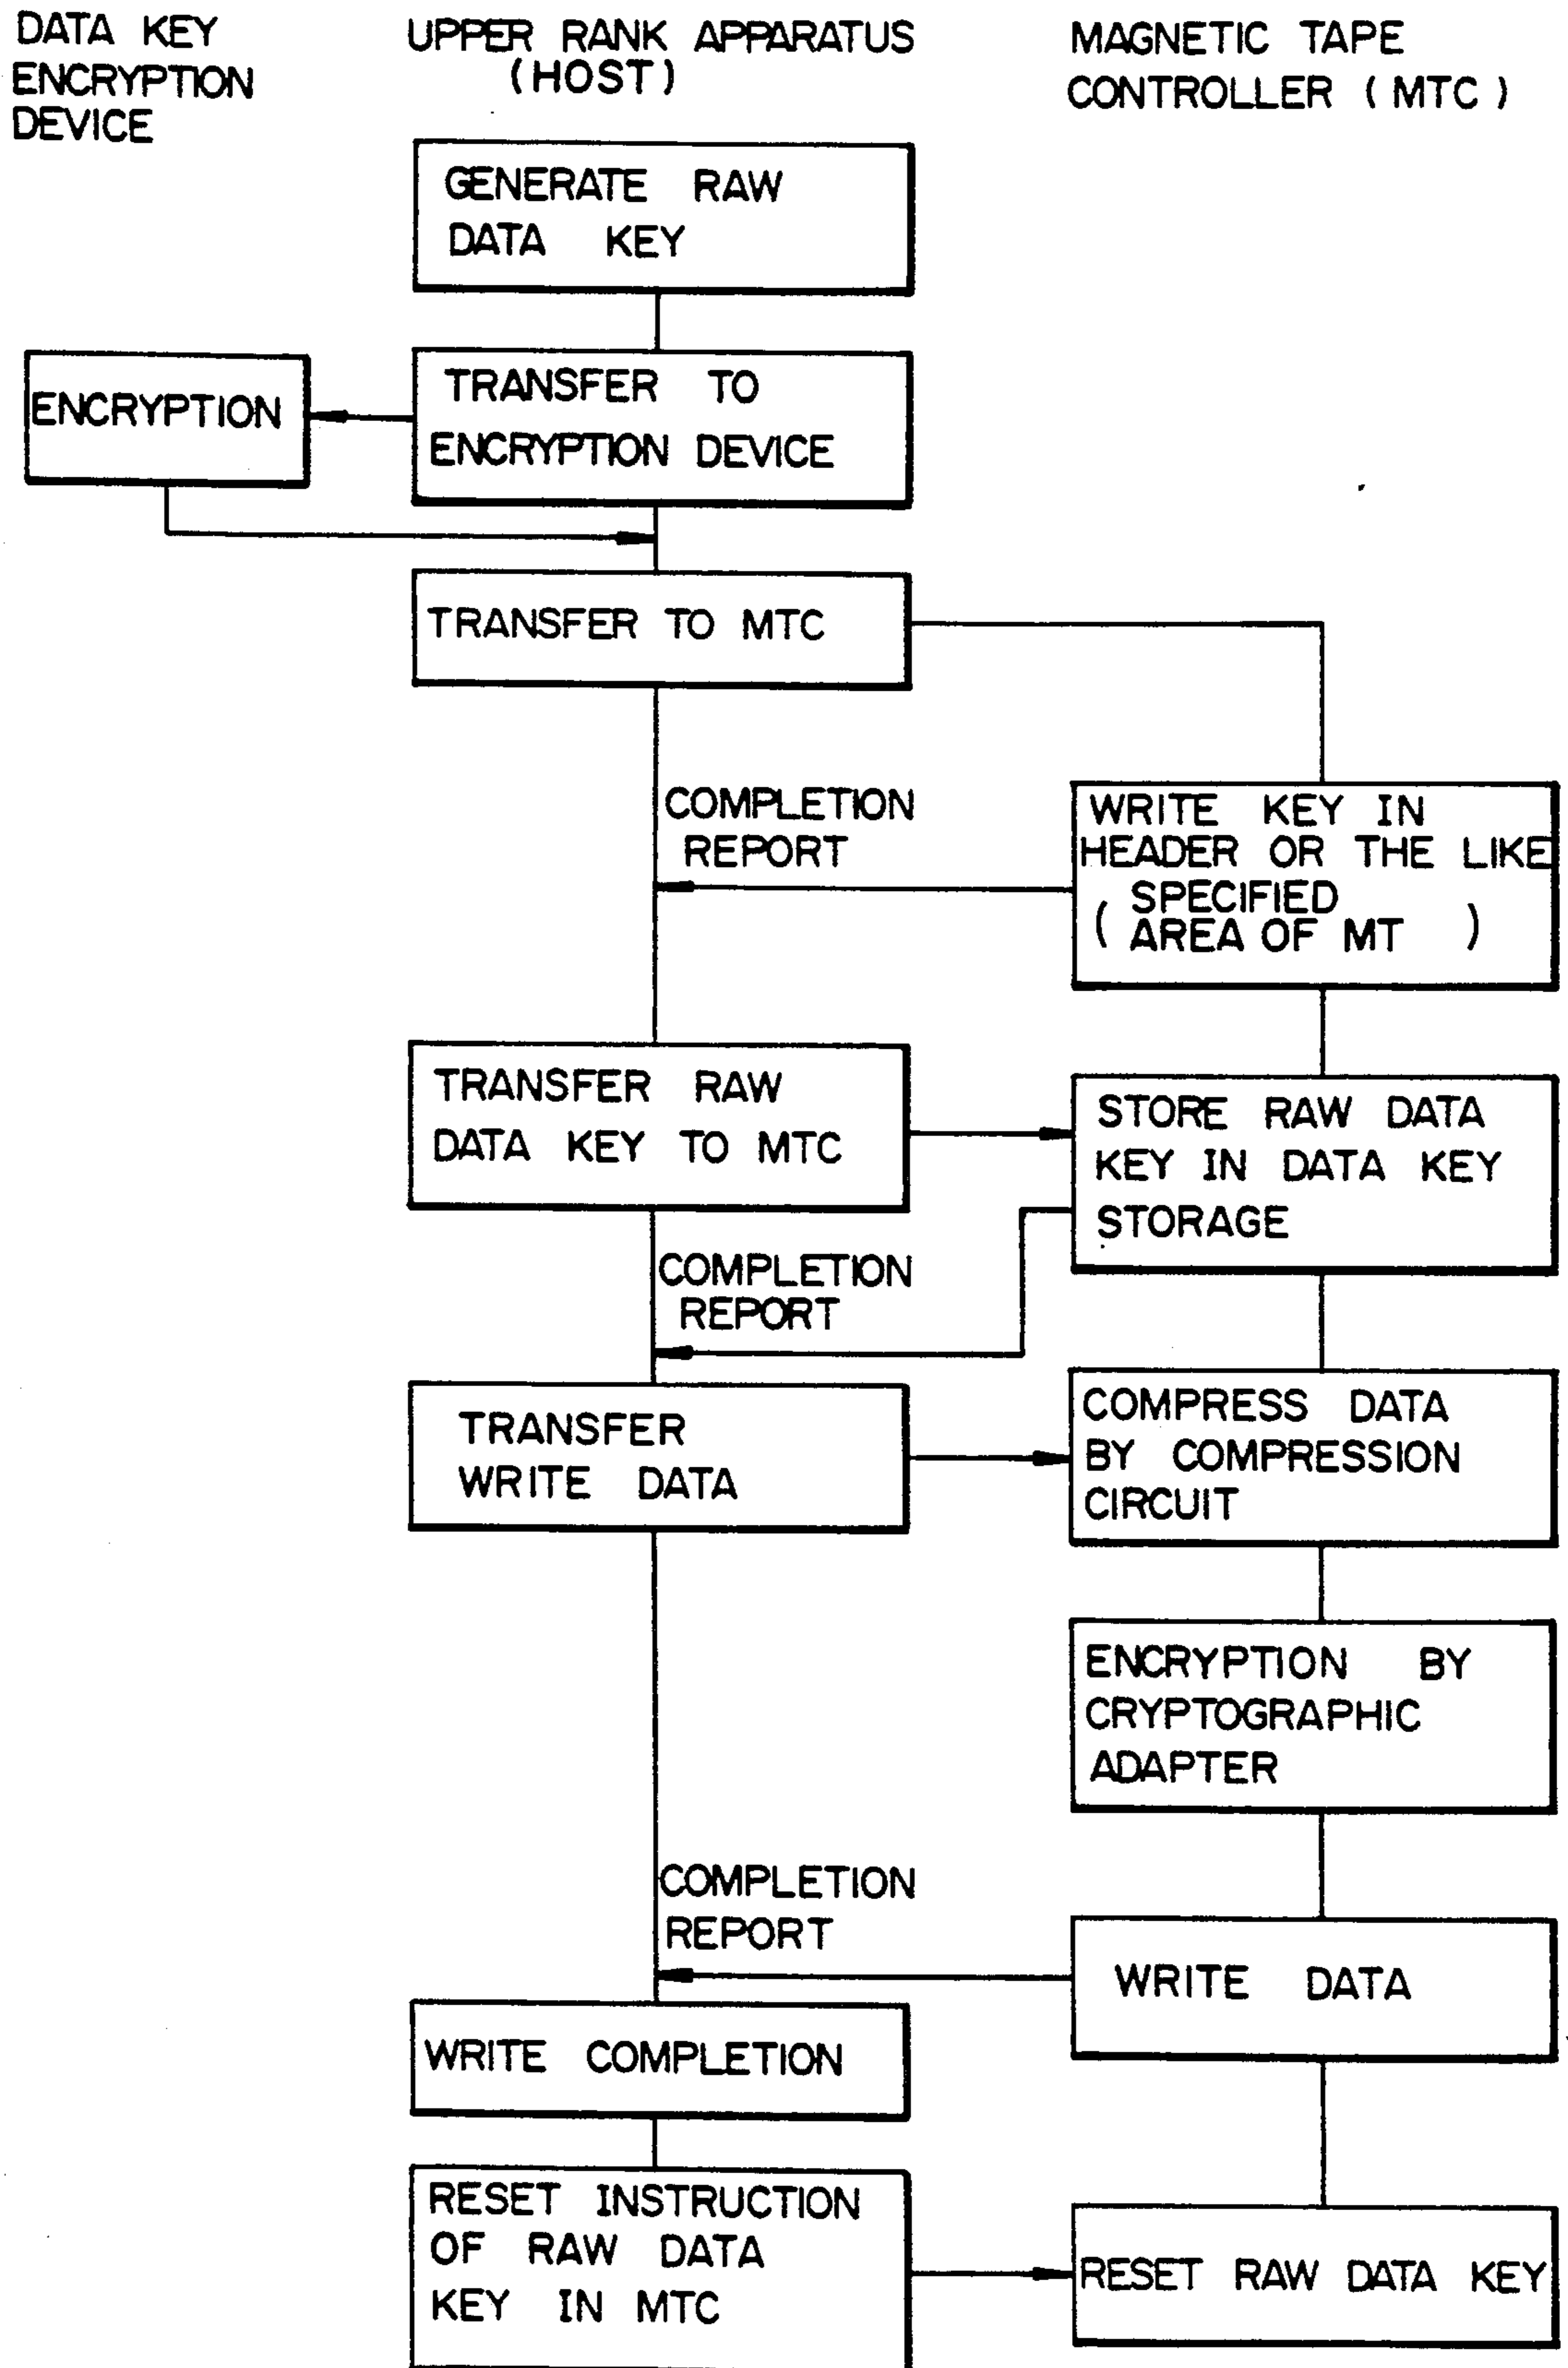 DATA KEY
ENCRYPTION
DEVICE
UPPER RANK APPARATUS
(HOST)
MAGNETIC TAPE
CONTROLLER (MTC)
GENERATE RAW
DATA KEY
ENCRYPTION
TRANSFER TO
ENCRYPTION DEVICE
TRANSFER TO MTC
COMPLETION
REPORT
WRITE KEY IN
HEADER OR THE LIKE
( SPECIFIED
AREA OF MT )
TRANSFER RAW
DATA KEY TO MTC
STORE RAW DATA
KEY IN DATA KEY
STORAGE
COMPLETION
REPORT
TRANSFER
WRITE DATA
COMPRESS DATA
BY COMPRESSION
CIRCUIT
ENCRYPTION BY
CRYPTOGRAPHIC
ADAPTER
COMPLETION
REPORT
WRITE DATA
WRITE COMPLETION
RESET INSTRUCTION
OF RAW DATA
KEY IN MTC
RESET RAW DATA KEY